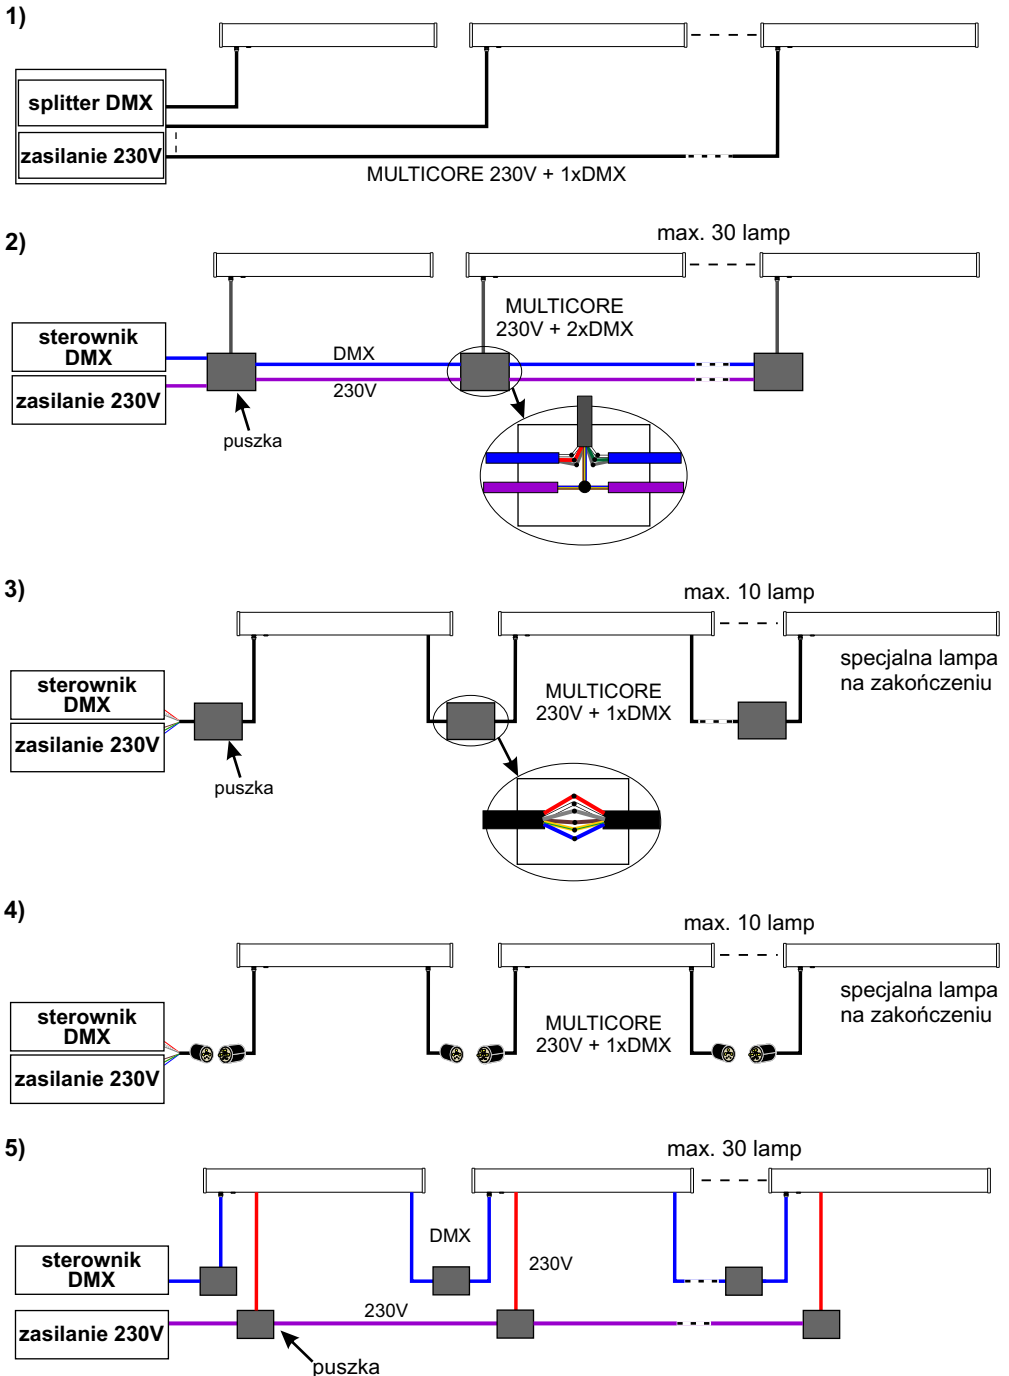 1)
splitter DMX
zasilanie 230V
MULTICORE 230V + 1xDMX
2)
max. 30 lamp
MULTICORE
230V + 2xDMX
sterownik
DMX
zasilanie 230V
DMX
230V
puszka
3)
max. 10 lamp
specjalna lampa
na zakończeniu
sterownik
DMX
zasilanie 230V
MULTICORE
230V + 1xDMX
puszka
4)
max. 10 lamp
specjalna lampa
na zakończeniu
sterownik
DMX
zasilanie 230V
MULTICORE
230V + 1xDMX
5)
max. 30 lamp
DMX
sterownik
DMX
230V
230V
zasilanie 230V
puszka